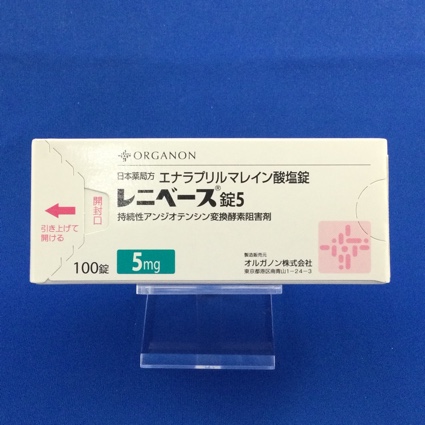 ORGANON
日本薬局方 エナラプリルマレイン酸塩錠
レニベース®錠5
持続性アンジオテンシン変換酵素阻害剤
開封口
引き上げて
開ける
100錠
5mg
製造販売元
オルガノン株式会社
東京都港区南青山1-24-3